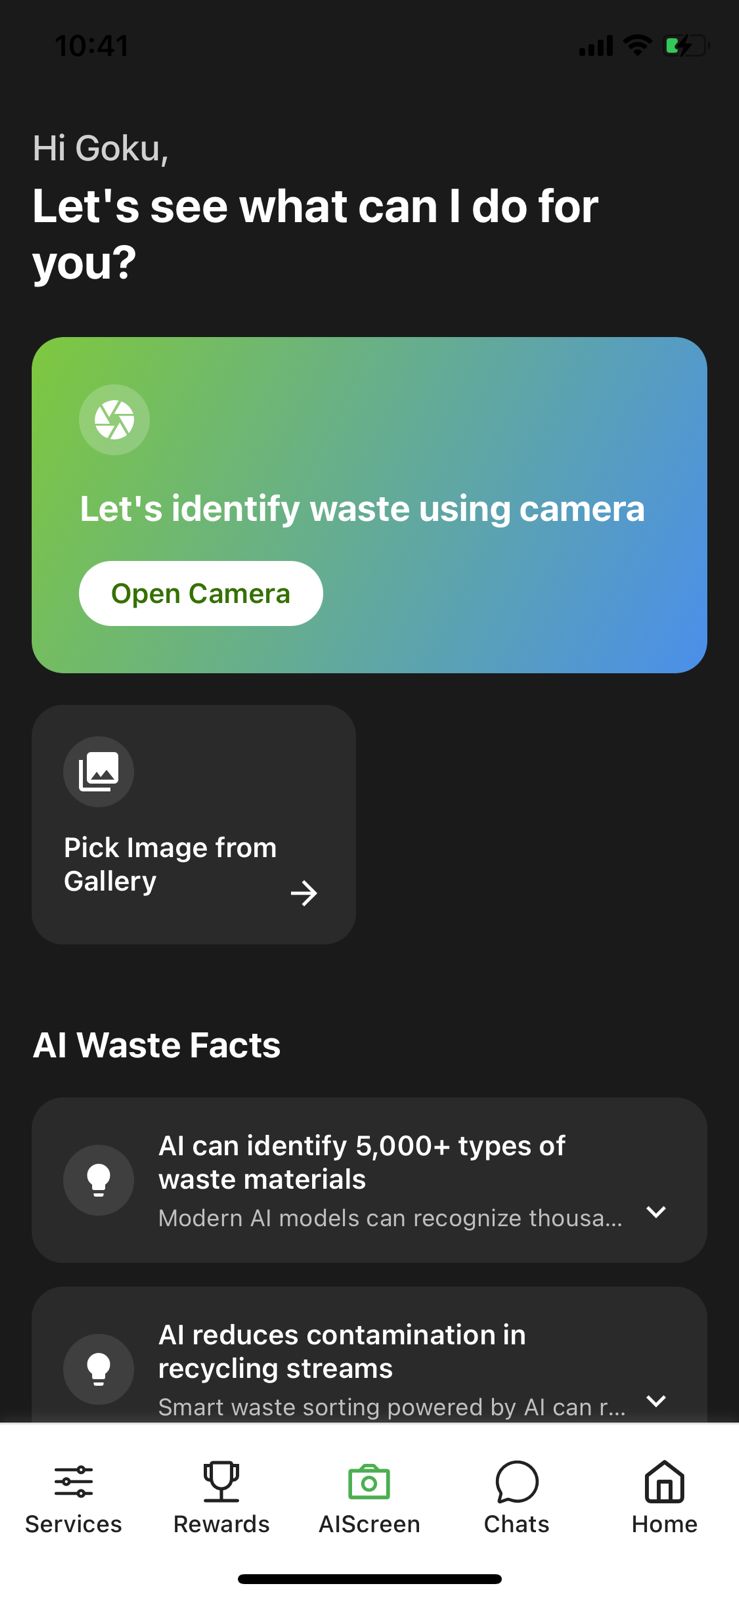 10:41
Hi Goku,
Let's see what can I do for
you?
Let's identify waste using camera
Open Camera
Pick Image from
Gallery
AI Waste Facts
AI can identify 5,000+ types of
waste materials
Modern AI models can recognize thousa...
AI reduces contamination in
recycling streams
Smart waste sorting powered by AI can r...
Services
Rewards
AIScreen
Chats
Home